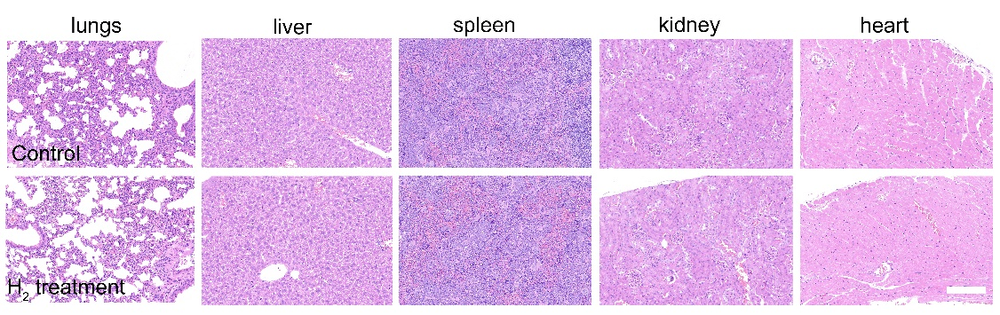 lungs liver spleen kidney heart
Control
H₂ treatment